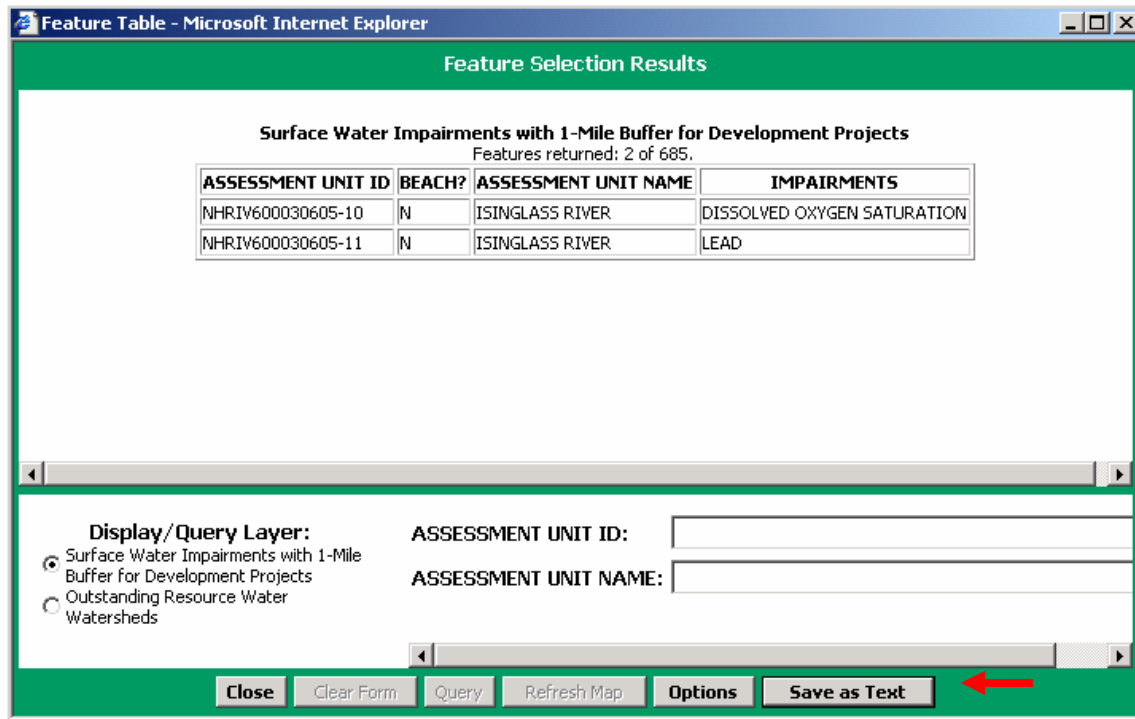 Feature Table - Microsoft Internet Explorer
Feature Selection Results
Surface Water Impairments with 1-Mile Buffer for Development Projects
Features returned: 2 of 685.
ASSESSMENT UNIT ID BEACH? ASSESSMENT UNIT NAME IMPAIRMENTS
NHRIV600030605-10 N ISINGLASS RIVER DISSOLVED OXYGEN SATURATION
NHRIV600030605-11 N ISINGLASS RIVER LEAD
Display/Query Layer:
Surface Water Impairments with 1-Mile
Buffer for Development Projects
Outstanding Resource Water
Watersheds
ASSESSMENT UNIT ID:
ASSESSMENT UNIT NAME:
Close Clear Form Query Refresh Map Options Save as Text